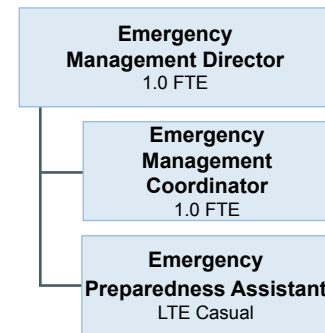 Emergency
Management Director
1.0 FTE
Emergency
Management
Coordinator
1.0 FTE
Emergency
Preparedness Assistant
LTE Casual